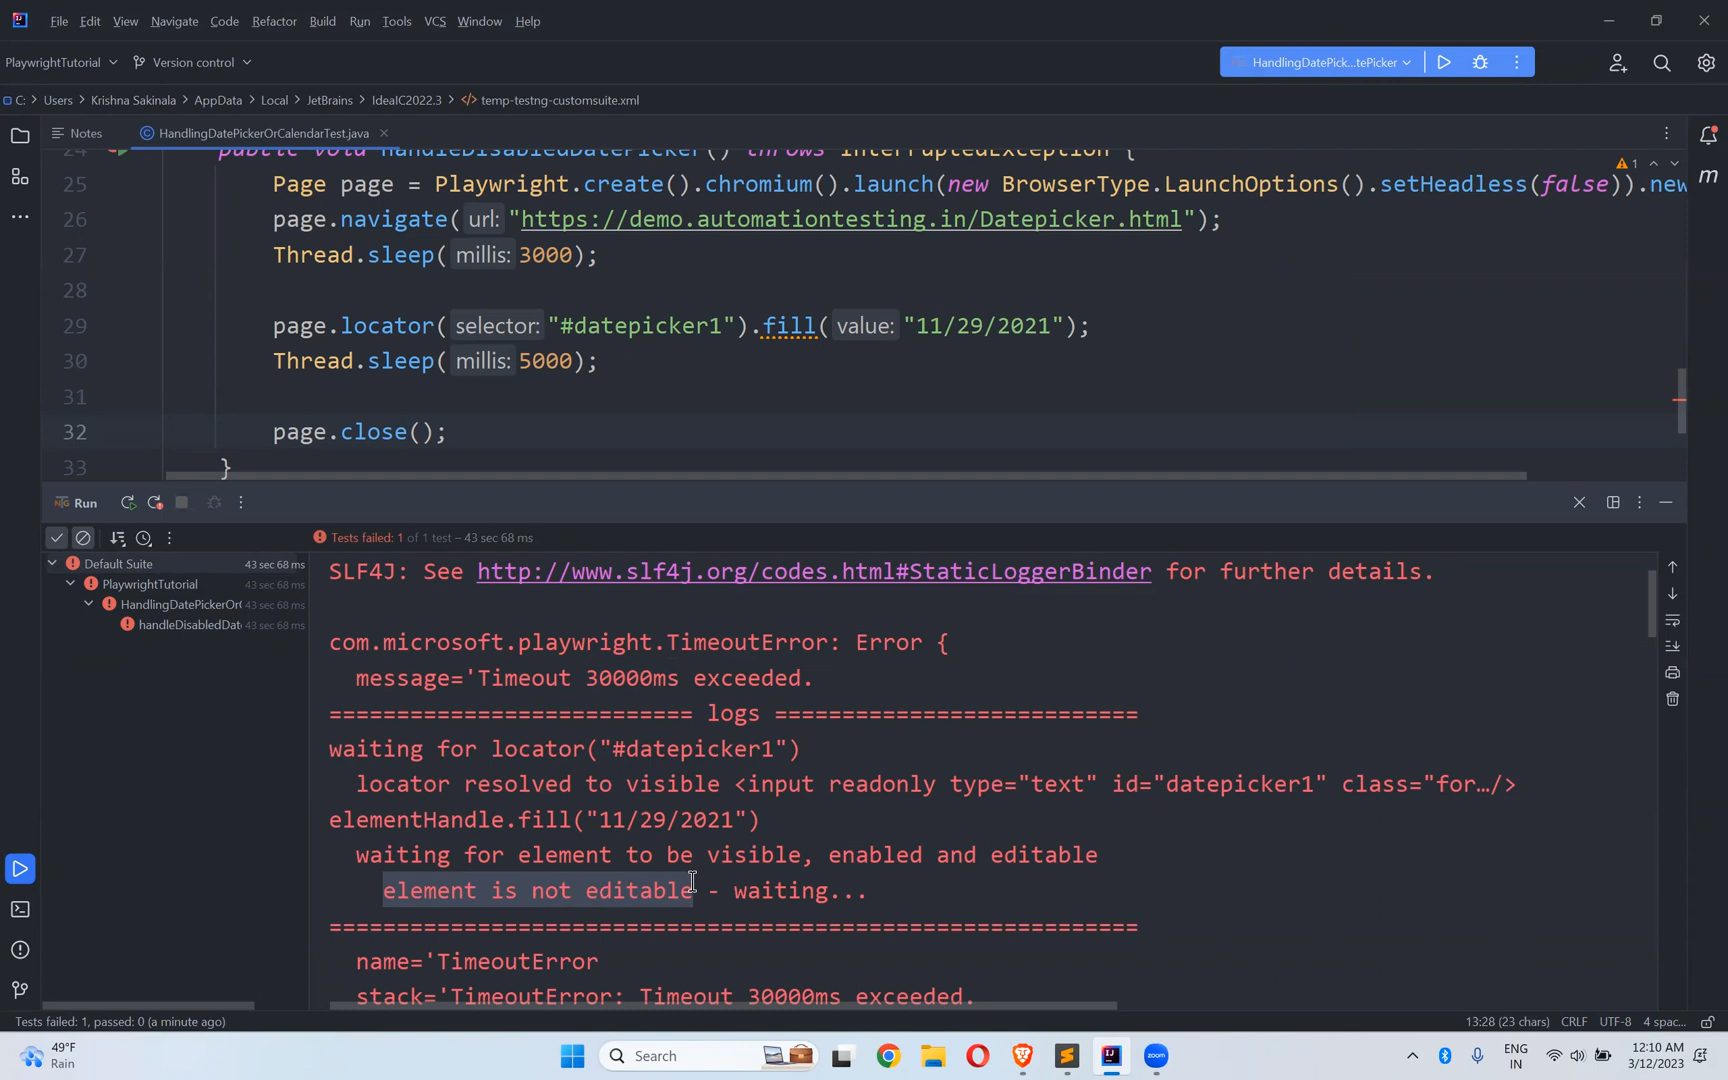 File Edit View Navigate Code Refactor Build Run Tools VCS Window Help
PlaywrightTutorial Version control HandlingDatePick...tePicker
C: > Users > Krishna Sakinala > AppData > Local > JetBrains > IdeaIC2022.3 > temp-testng-customsuite.xml
Notes HandlingDatePickerOrCalendarTest.java
24 public void handleDisabledDatePicker() throws InterruptedException {
1
25 Page page = Playwright.create().chromium().launch(new BrowserType.LaunchOptions().setHeadless(false)).new
26 page.navigate( url: "https://demo.automationtesting.in/Datepicker.html");
27 Thread.sleep( millis: 3000);
28
29 page.locator( selector: "#datepicker1").fill( value: "11/29/2021");
30 Thread.sleep( millis: 5000);
31
32 page.close();
33 }
Run
Tests failed: 1 of 1 test – 43 sec 68 ms
Default Suite 43 sec 68 ms
PlaywrightTutorial 43 sec 68 ms
HandlingDatePickerOr( 43 sec 68 ms
handleDisabledDat 43 sec 68 ms
SLF4J: See http://www.slf4j.org/codes.html#StaticLoggerBinder for further details.
com.microsoft.playwright.TimeoutError: Error {
message='Timeout 30000ms exceeded.
=========================== logs ===========================
waiting for locator("#datepicker1")
locator resolved to visible <input readonly type="text" id="datepicker1" class="for…/>
elementHandle.fill("11/29/2021")
waiting for element to be visible, enabled and editable
element is not editable - waiting...
============================================================
name='TimeoutError
stack='TimeoutError: Timeout 30000ms exceeded.
Tests failed: 1, passed: 0 (a minute ago)
13:28 (23 chars) CRLF UTF-8 4 spac...
49°F
Rain
Search
zoom
ENG
IN
12:10 AM
3/12/2023